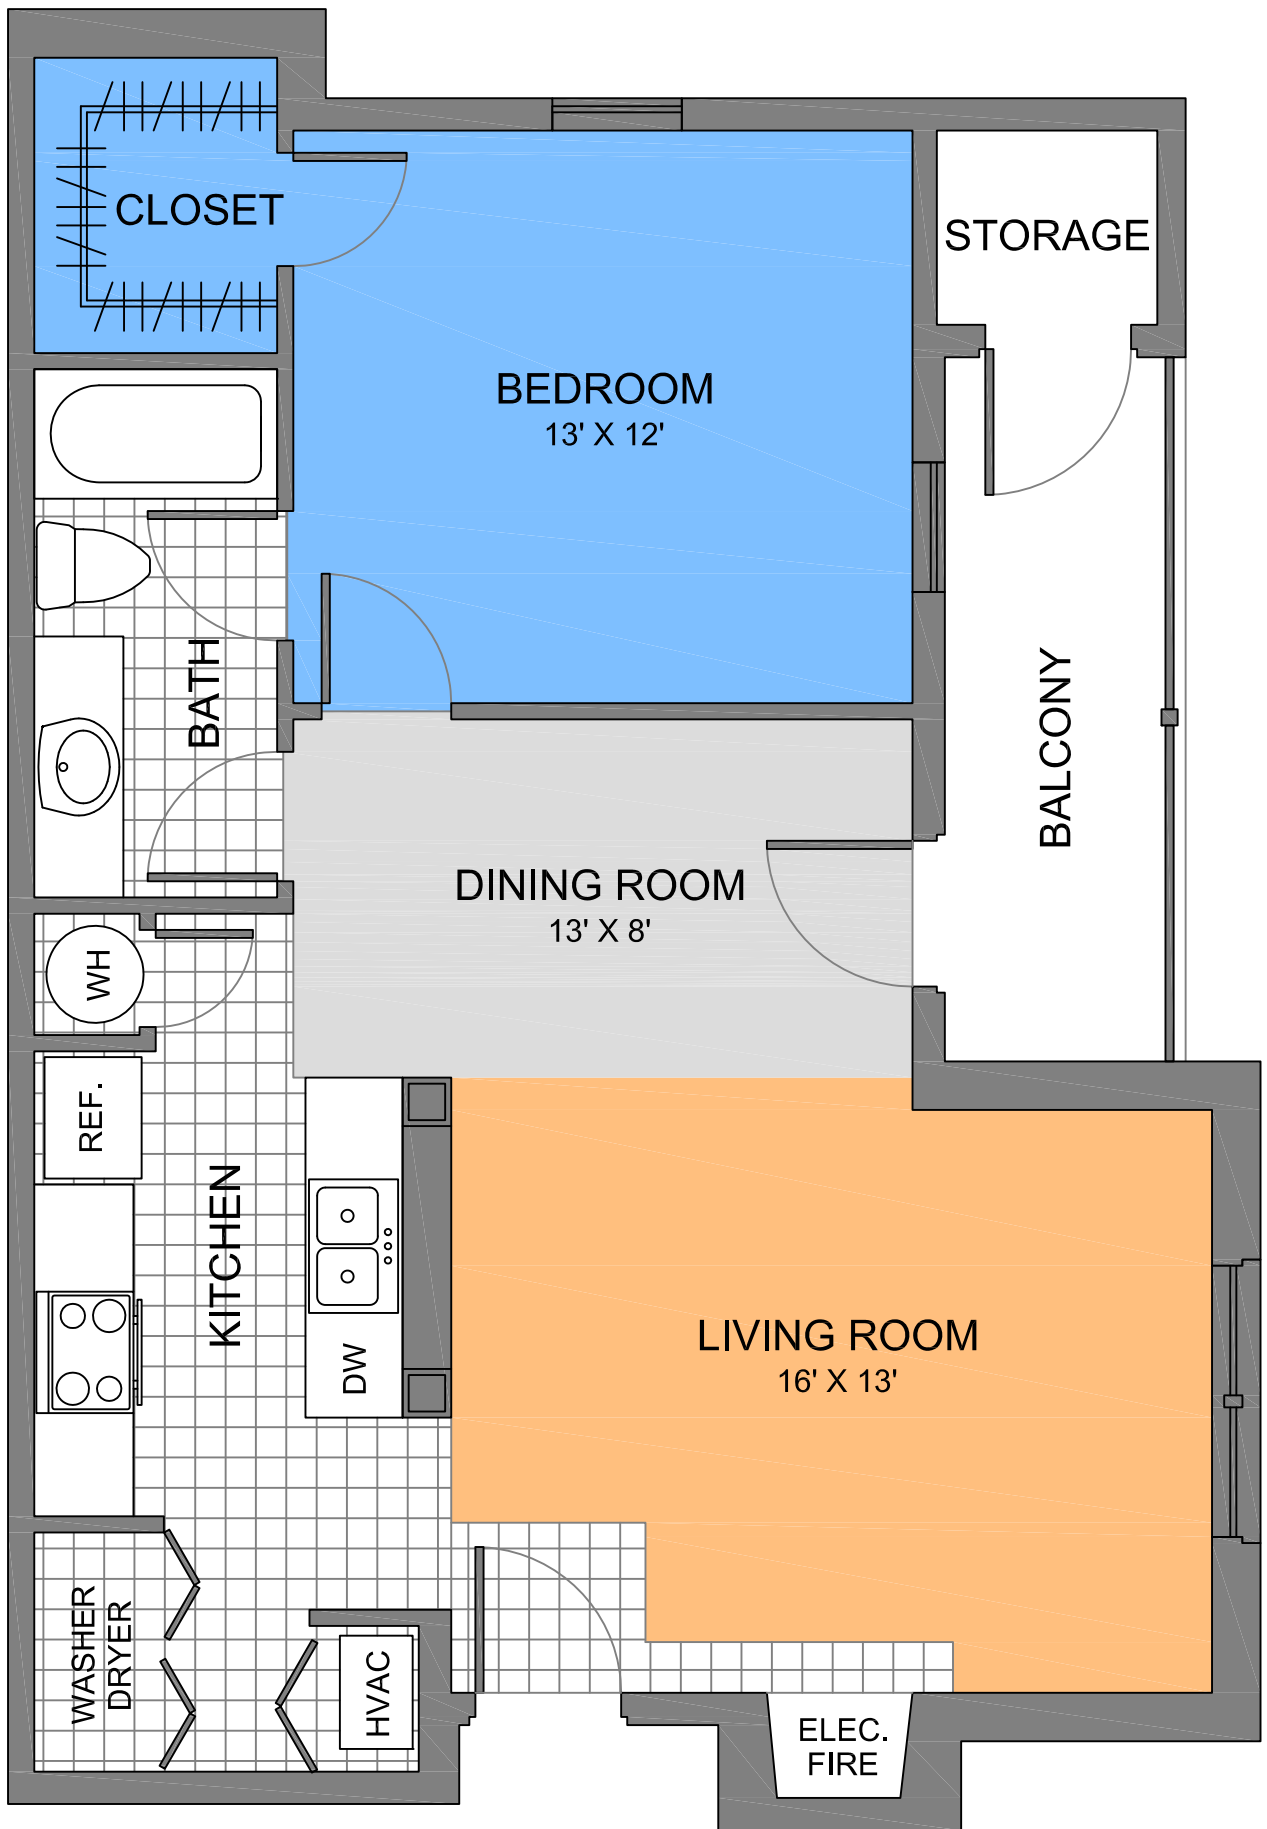 CLOSET
STORAGE
BEDROOM
13' X 12'
BATH
BALCONY
DINING ROOM
13' X 8'
WH
REF.
KITCHEN
LIVING ROOM
16' X 13'
DW
WASHER
DRYER
HVAC
ELEC.
FIRE